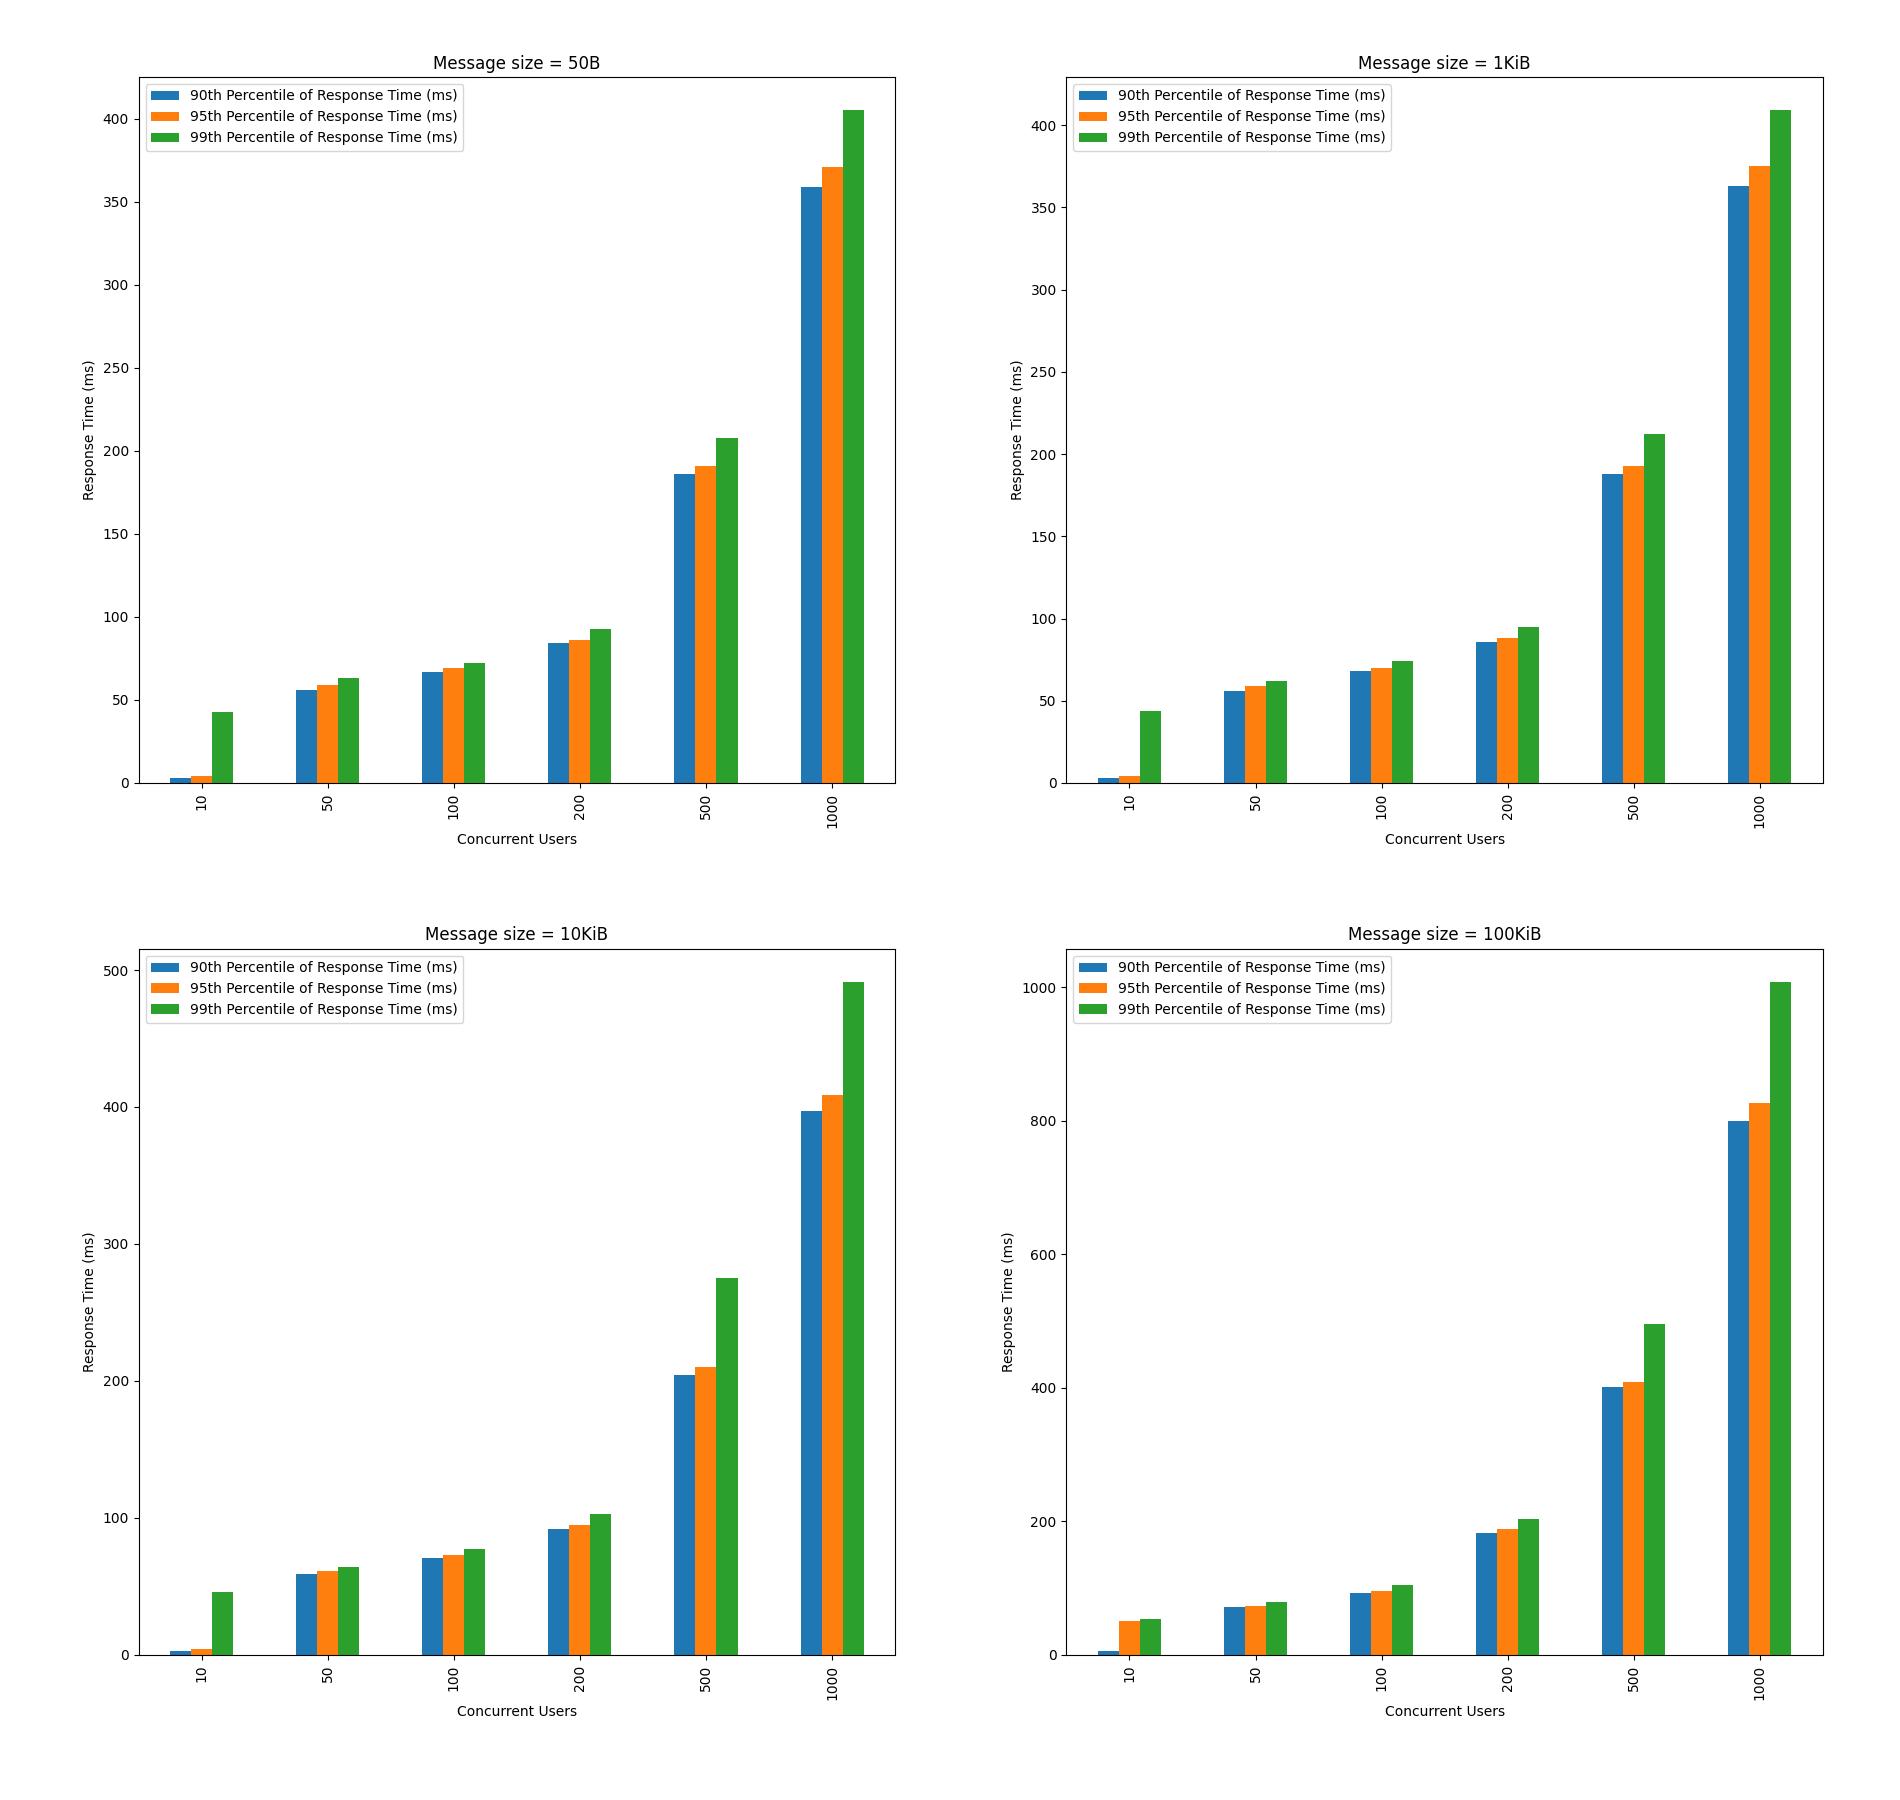 Message size = 50B
90th Percentile of Response Time (ms)
95th Percentile of Response Time (ms)
99th Percentile of Response Time (ms)
400
350
300
250
200
150
100
50
0
Response Time (ms)
10
50
100
200
500
1000
Concurrent Users
Message size = 1KiB
90th Percentile of Response Time (ms)
95th Percentile of Response Time (ms)
99th Percentile of Response Time (ms)
400
350
300
250
200
150
100
50
0
Response Time (ms)
10
50
100
200
500
1000
Concurrent Users
Message size = 10KiB
90th Percentile of Response Time (ms)
95th Percentile of Response Time (ms)
99th Percentile of Response Time (ms)
500
400
300
200
100
0
Response Time (ms)
10
50
100
200
500
1000
Concurrent Users
Message size = 100KiB
90th Percentile of Response Time (ms)
95th Percentile of Response Time (ms)
99th Percentile of Response Time (ms)
1000
800
600
400
200
0
Response Time (ms)
10
50
100
200
500
1000
Concurrent Users